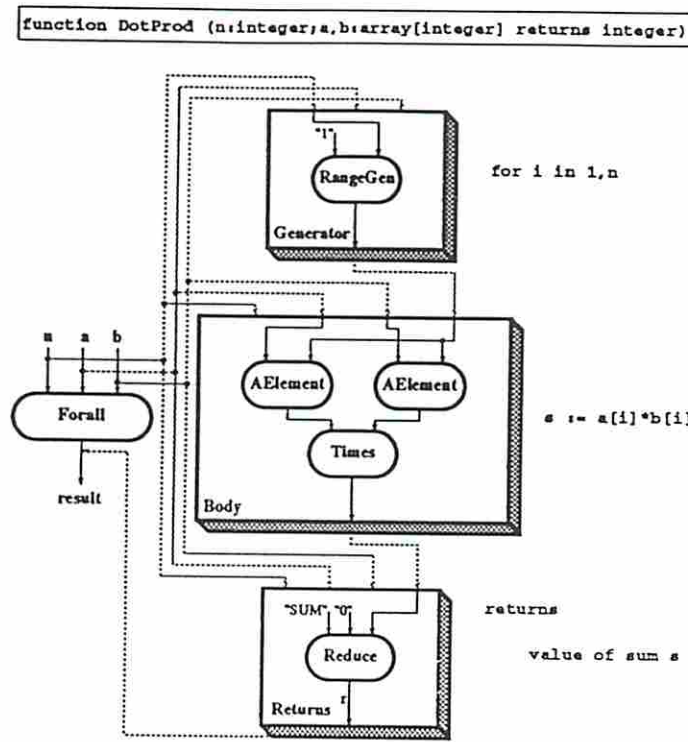 function DotProd (n:integer;a,b:array[integer] returns integer)
"1"
RangeGen
for i in 1,n
Generator
n a b
AElement AElement
Forall
s := a[i]*b[i]
Times
result
Body
"SUM" "0"
returns
Reduce
value of sum s
r
Returns